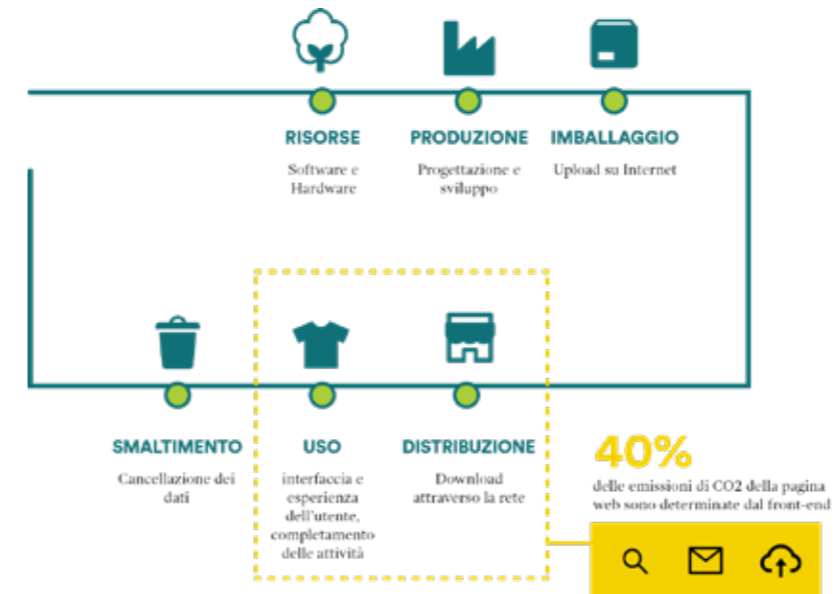 RISORSE
Software e
Hardware
PRODUZIONE
Progettazione e
sviluppo
IMBALLAGGIO
Upload su Internet
SMALTIMENTO
Cancellazione dei
dati
USO
interfaccia e
esperienza
dell'utente,
completamento
delle attività
DISTRIBUZIONE
Download
attraverso la rete
40%
delle emissioni di CO2 della pagina
web sono determinate dal front-end